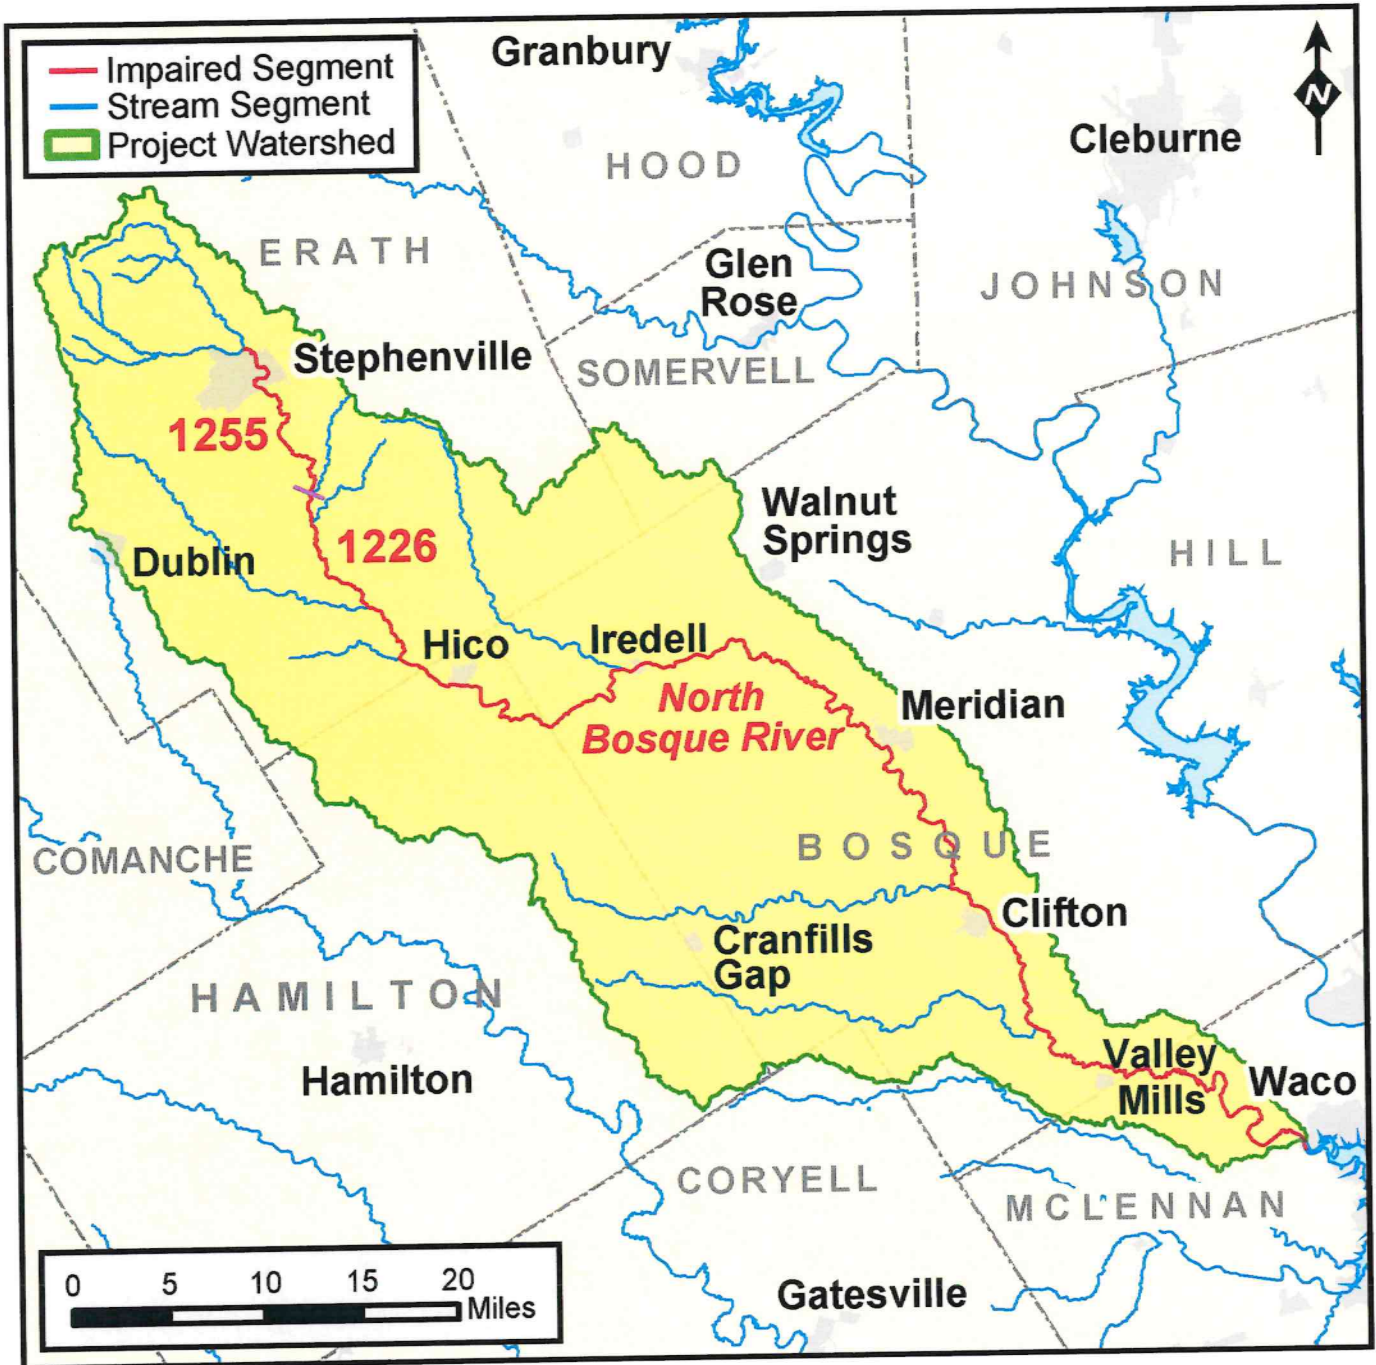 Impaired Segment
Stream Segment
Project Watershed
Granbury
N
Cleburne
HOOD
ERATH
Glen
Rose
JOHNSON
Stephenville
SOMERVELL
1255
Walnut
Springs
1226
HILL
Dublin
Hico
Iredell
North
Bosque River
Meridian
BOSQUE
COMANCHE
Clifton
Cranfills
Gap
HAMILTON
Valley
Mills
Waco
Hamilton
CORYELL
MCLENNAN
Gatesville
0 5 10 15 20
Miles